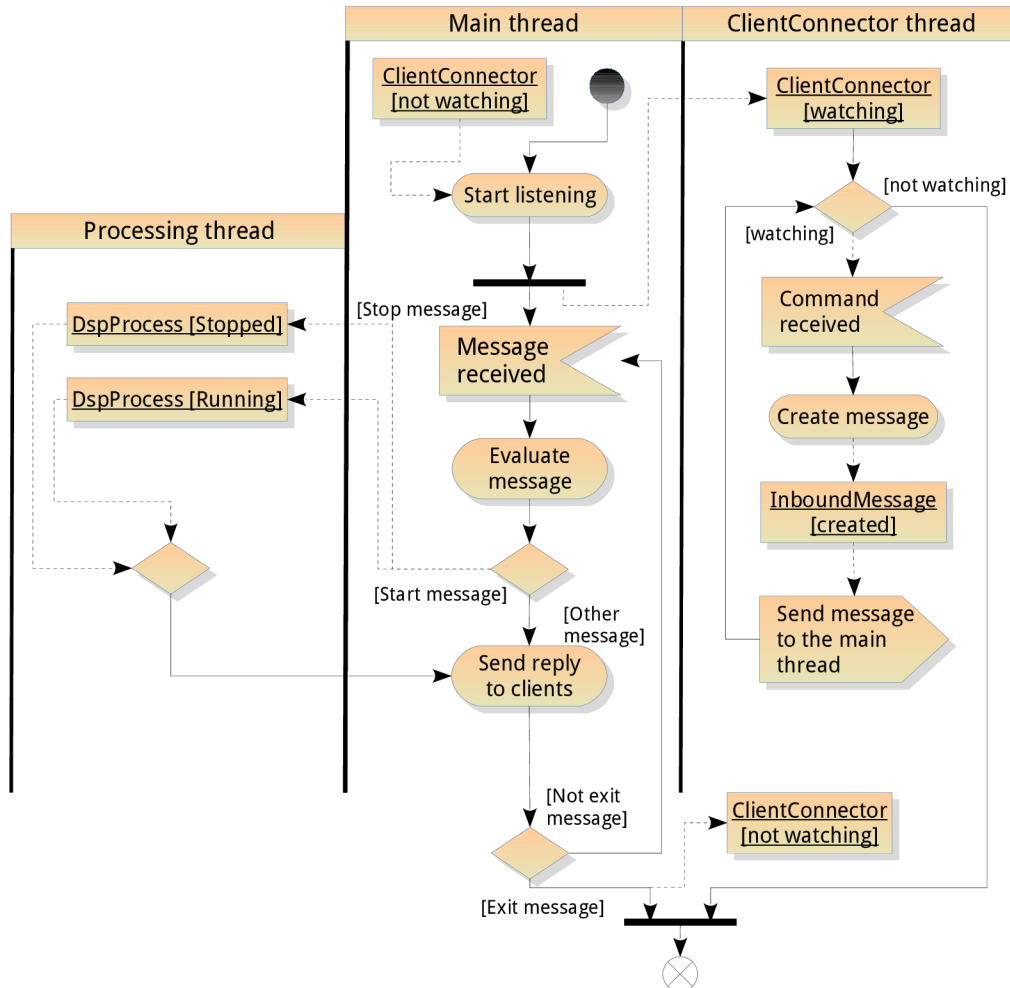 Main thread
ClientConnector thread
ClientConnector
[not watching]
ClientConnector
[watching]
Start listening
[not watching]
[watching]
Processing thread
[Stop message]
DspProcess [Stopped]
Message
received
Command
received
DspProcess [Running]
Create message
Evaluate
message
InboundMessage
[created]
[Start message]
[Other
message]
Send message
to the main
thread
Send reply
to clients
[Not exit
message]
ClientConnector
[not watching]
[Exit message]